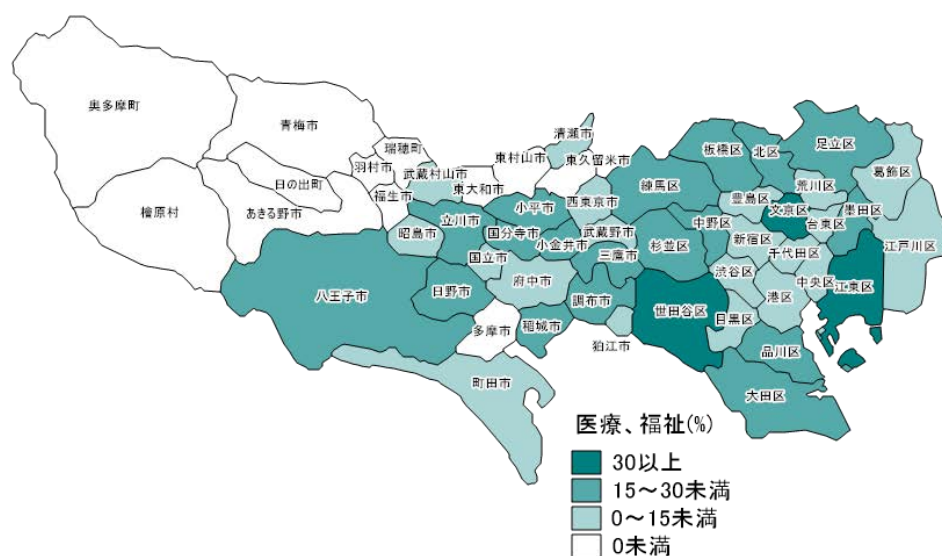 奥多摩町
青梅市
瑞穂町
羽村市
日の出町
福生市
檜原村
あきる野市
武蔵村山市
東大和市
東村山市
清瀬市
東久留米市
西東京市
小平市
立川市
昭島市
国分寺市
小金井市
武蔵野市
三鷹市
国立市
府中市
調布市
八王子市
日野市
多摩市
稲城市
狛江市
町田市
練馬区
板橋区
北区
足立区
葛飾区
荒川区
豊島区
文京区
台東区
墨田区
江戸川区
中野区
杉並区
新宿区
千代田区
渋谷区
中央区
江東区
港区
世田谷区
目黒区
品川区
大田区
医療、福祉(%)
30以上
15～30未満
0～15未満
0未満